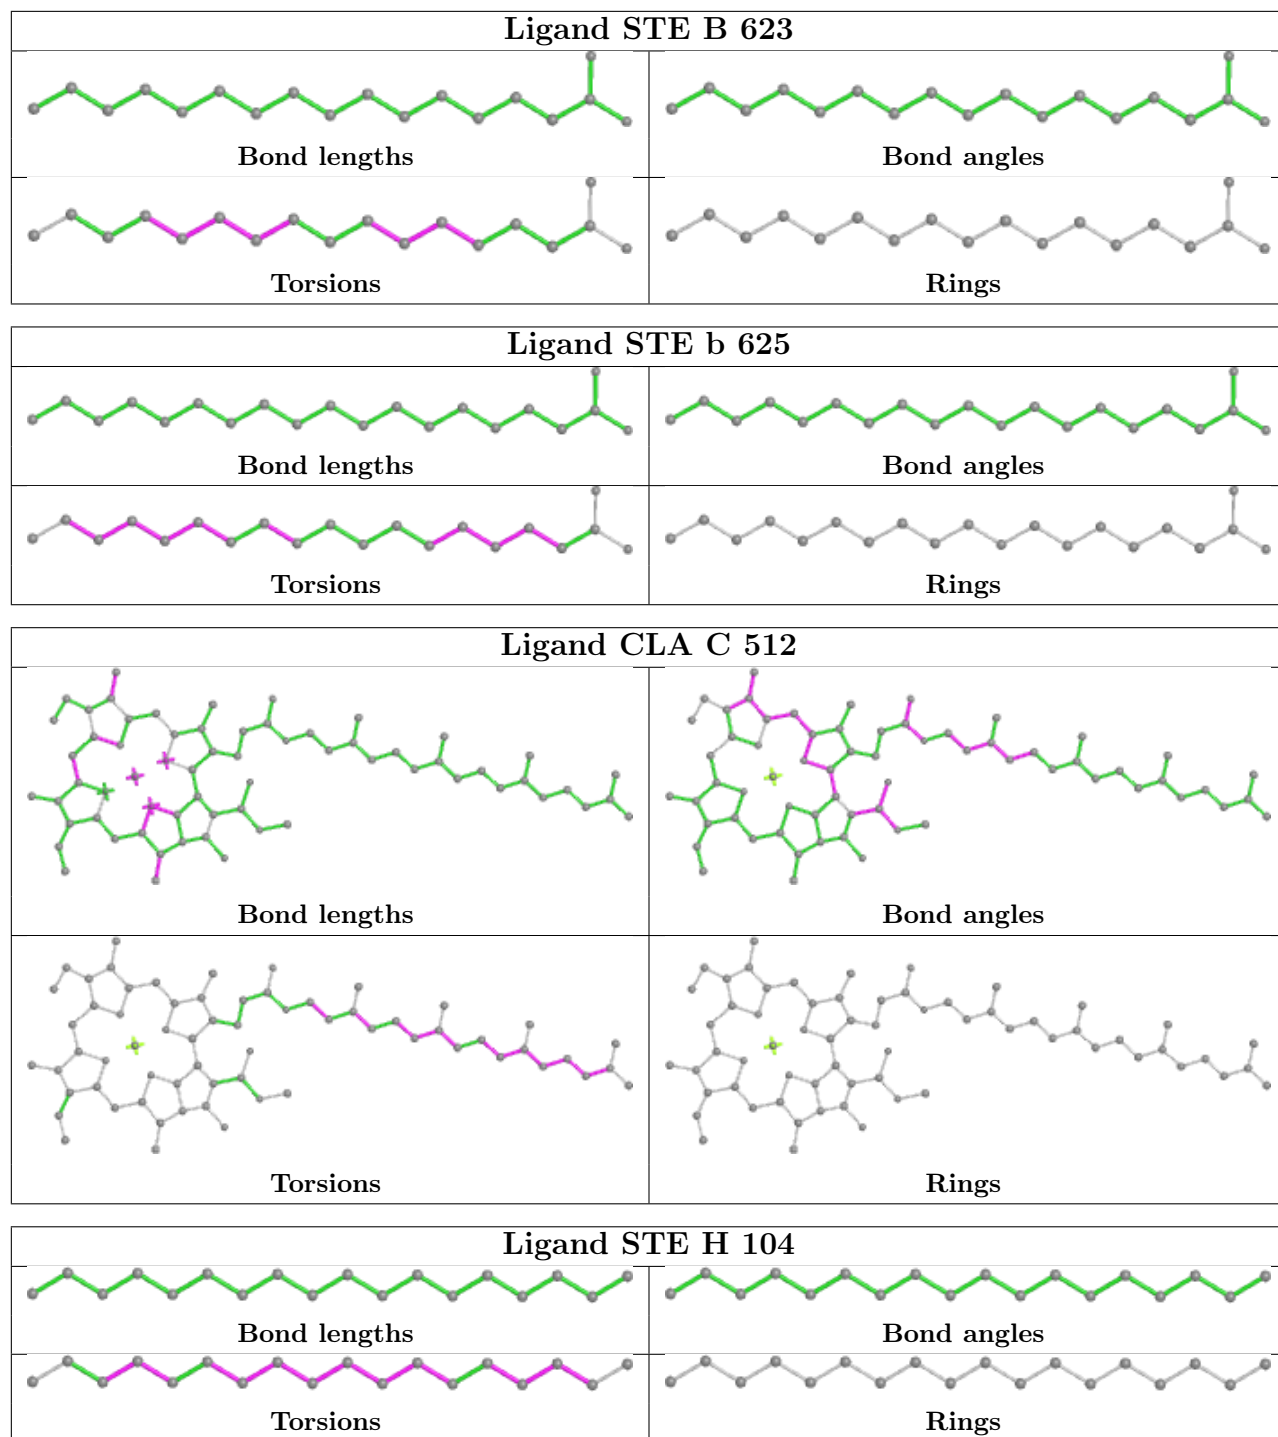 Ligand STE B 623
Bond lengths Bond angles
Torsions Rings
Ligand STE b 625
Bond lengths Bond angles
Torsions Rings
Ligand CLA C 512
Bond lengths Bond angles
Torsions Rings
Ligand STE H 104
Bond lengths Bond angles
Torsions Rings